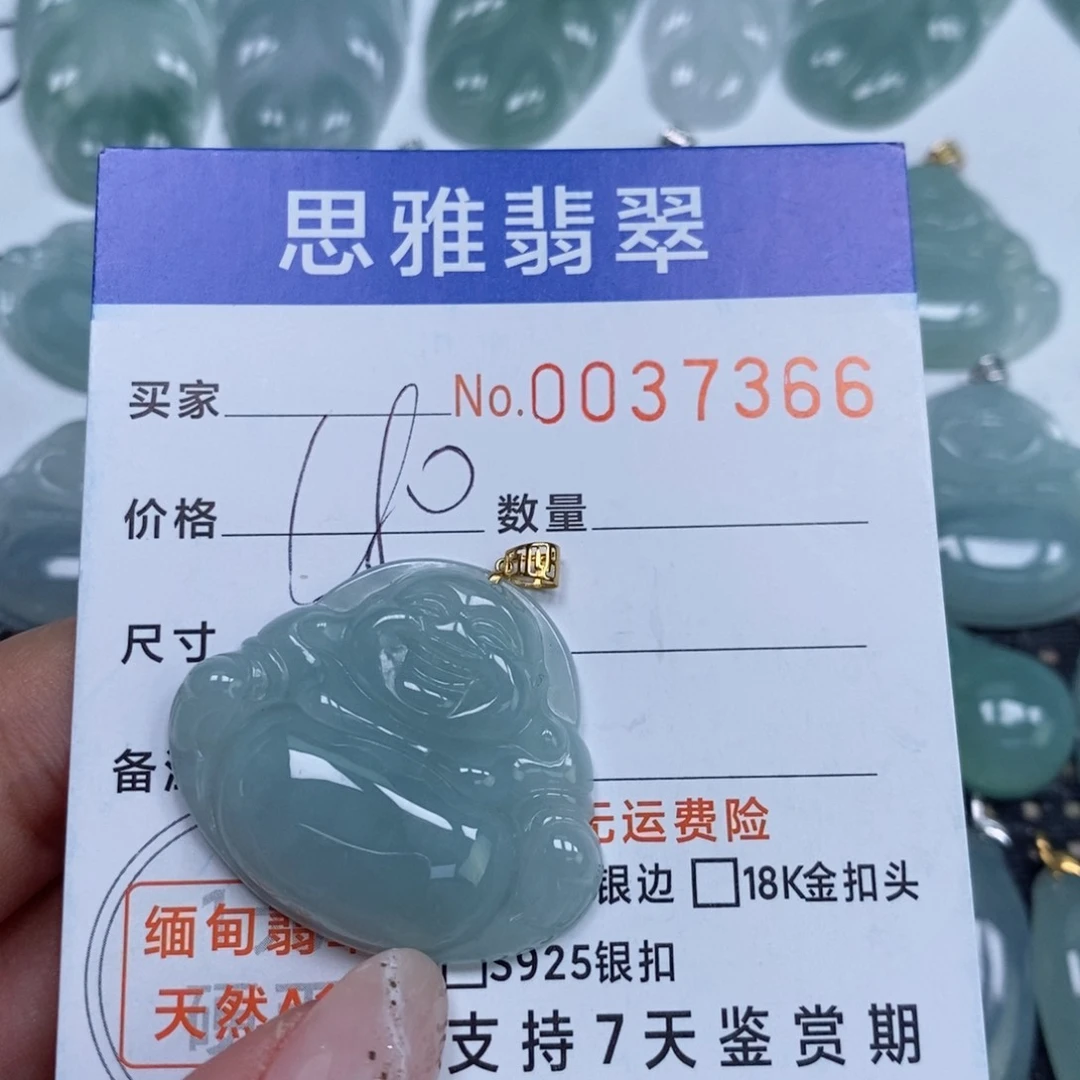 思雅翡翠
买家 No.0037366
价格 数量
尺寸
备
元运费险
银边 □18K金扣头
缅甸翡
□S925银扣
天然A
支持7天鉴赏期